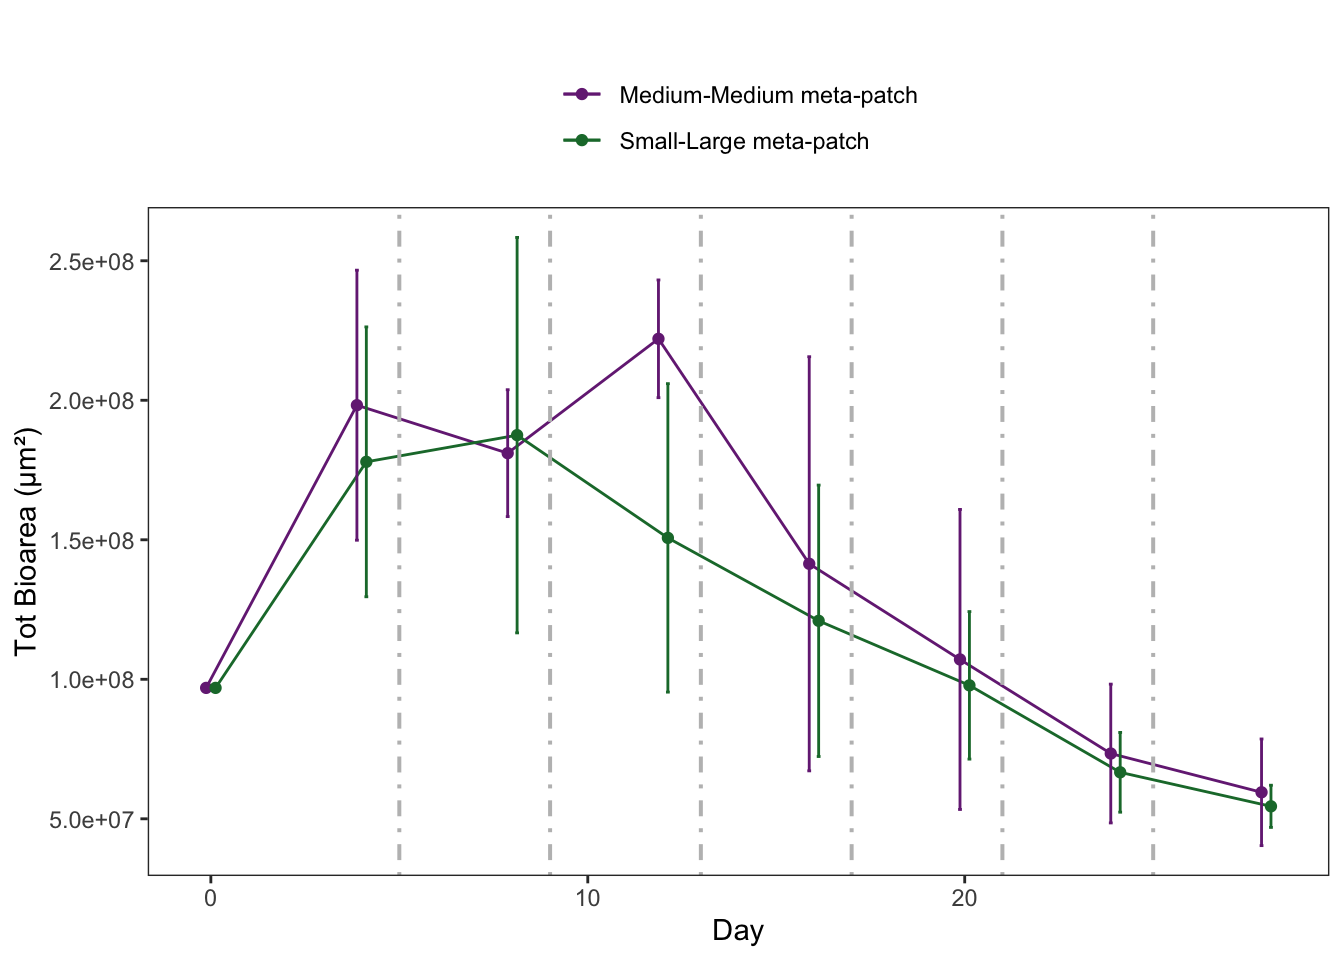 Medium-Medium meta-patch
Small-Large meta-patch
2.5e+08
2.0e+08
1.5e+08
1.0e+08
5.0e+07
Tot Bioarea (μm²)
0 10 20
Day